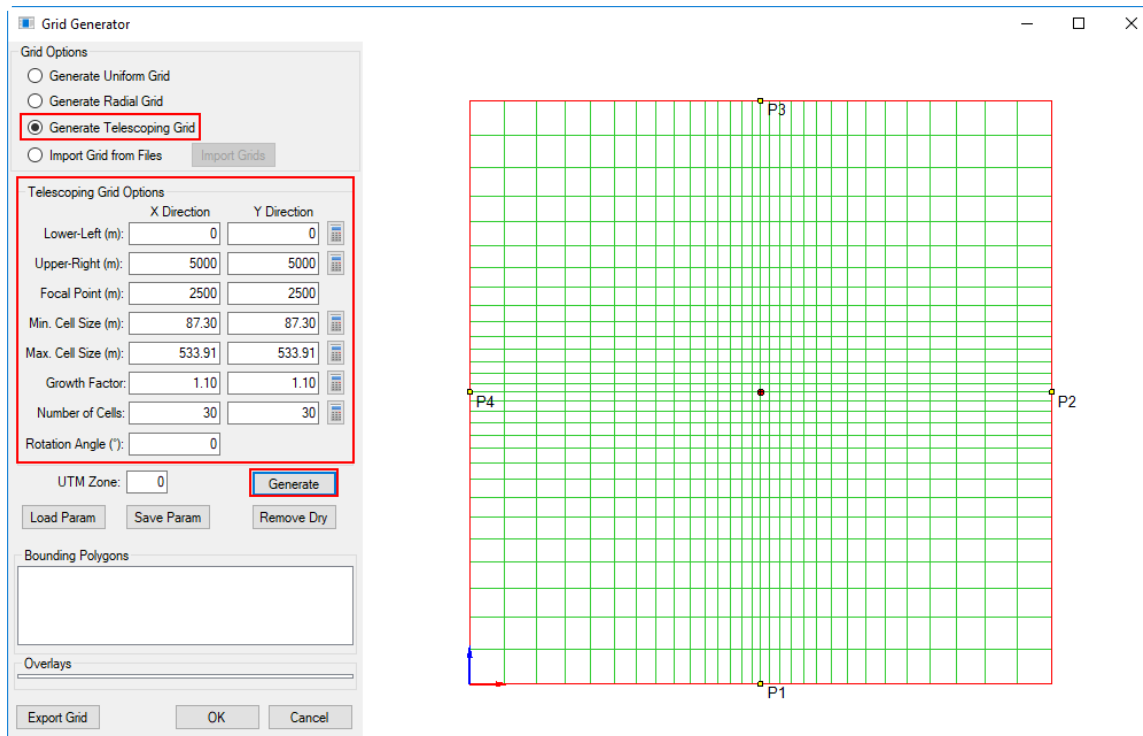 Grid Generator
Grid Options
Generate Uniform Grid
Generate Radial Grid
Generate Telescoping Grid
Import Grid from Files Import Grids
Telescoping Grid Options
X Direction Y Direction
Lower-Left (m): 0 0
Upper-Right (m): 5000 5000
Focal Point (m): 2500 2500
Min. Cell Size (m): 87.30 87.30
Max. Cell Size (m): 533.91 533.91
Growth Factor: 1.10 1.10
Number of Cells: 30 30
Rotation Angle (°): 0
UTM Zone: 0 Generate
Load Param Save Param Remove Dry
Bounding Polygons
Overlays
Export Grid OK Cancel
P3
P4
P2
P1